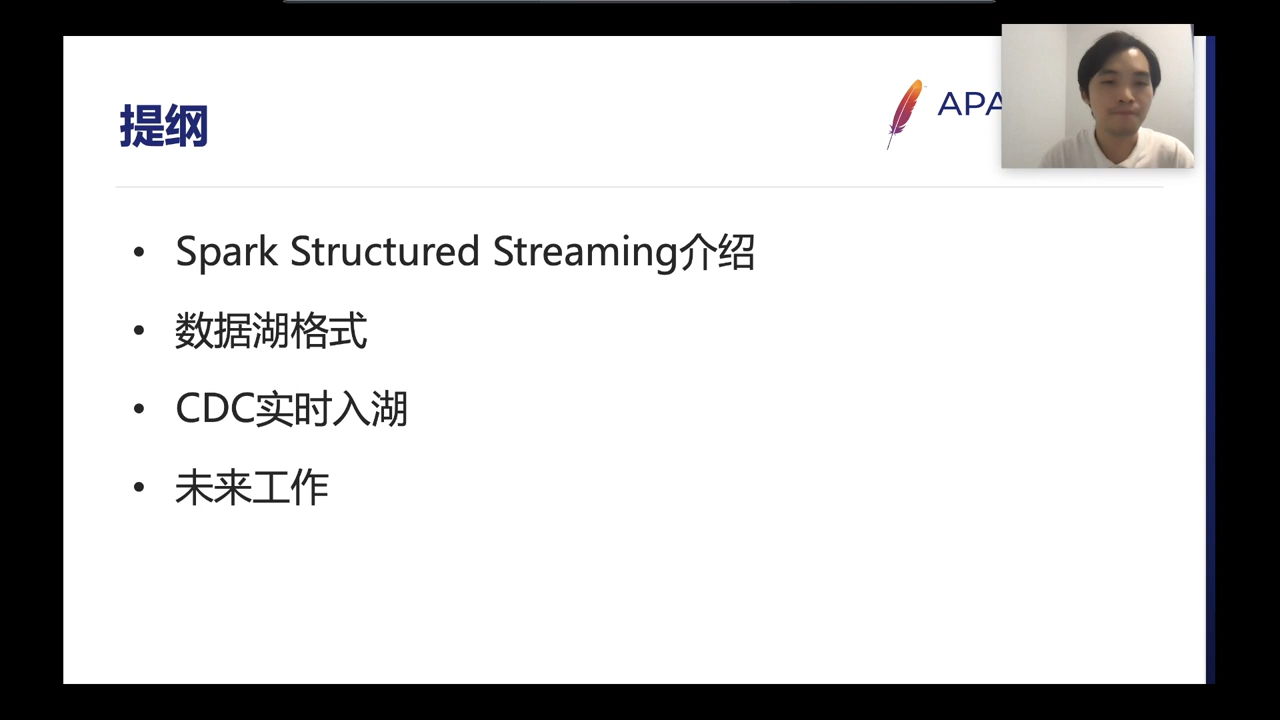 提纲
APA
• Spark Structured Streaming介绍
• 数据湖格式
• CDC实时入湖
• 未来工作